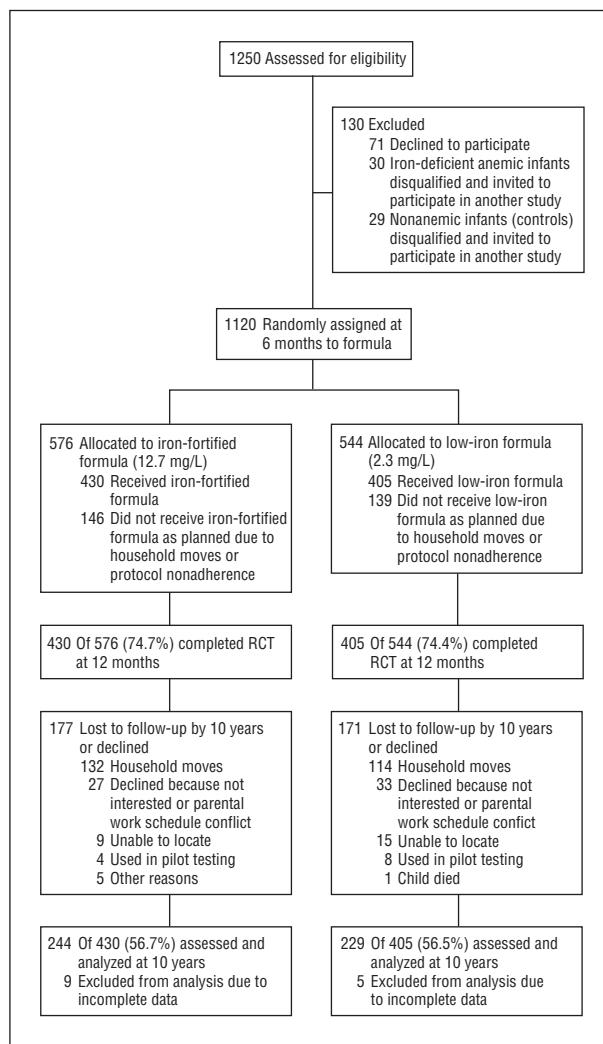 1250 Assessed for eligibility
130 Excluded
71 Declined to participate
30 Iron-deficient anemic infants
disqualified and invited to
participate in another study
29 Nonanemic infants (controls)
disqualified and invited to
participate in another study
1120 Randomly assigned at
6 months to formula
576 Allocated to iron-fortified
formula (12.7 mg/L)
430 Received iron-fortified
formula
146 Did not receive iron-fortified
formula as planned due to
household moves or
protocol nonadherence
544 Allocated to low-iron formula
(2.3 mg/L)
405 Received low-iron formula
139 Did not receive low-iron
formula as planned due to
household moves or
protocol nonadherence
430 Of 576 (74.7%) completed RCT
at 12 months
405 Of 544 (74.4%) completed
RCT at 12 months
177 Lost to follow-up by 10 years
or declined
132 Household moves
27 Declined because not
interested or parental
work schedule confict
9 Unable to locate
4 Used in pilot testing
5 Other reasons
171 Lost to follow-up by 10 years
or declined
114 Household moves
33 Declined because not
interested or parental
work schedule confict
15 Unable to locate
8 Used in pilot testing
1 Child died
244 Of 430 (56.7%) assessed and
analyzed at 10 years
9 Excluded from analysis due to
incomplete data
229 Of 405 (56.5%) assessed and
analyzed at 10 years
5 Excluded from analysis due
to incomplete data